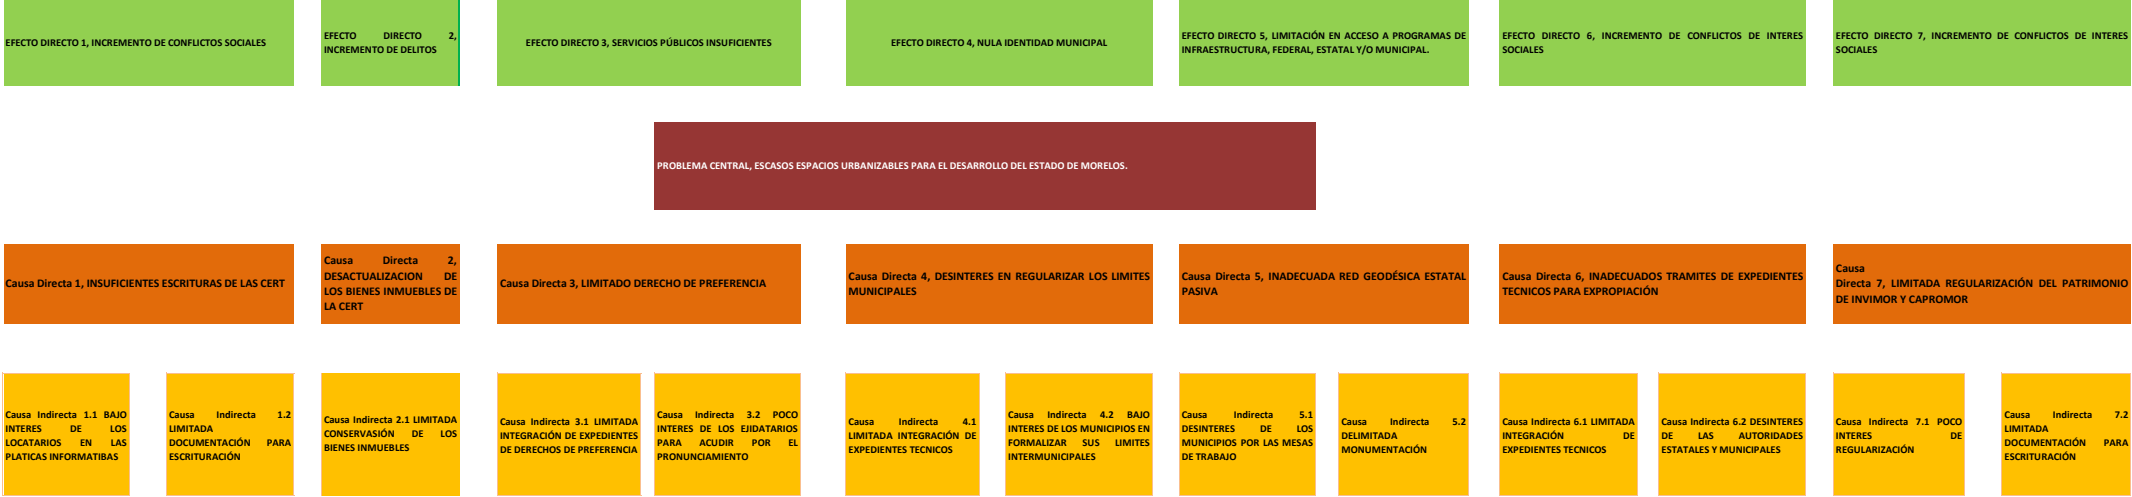 EFECTO DIRECTO 1, INCREMENTO DE CONFLICTOS SOCIALES
EFECTO DIRECTO 2,
INCREMENTO DE DELITOS
EFECTO DIRECTO 3, SERVICIOS PÚBLICOS INSUFICIENTES
EFECTO DIRECTO 4, NULA IDENTIDAD MUNICIPAL
EFECTO DIRECTO 5, LIMITACIÓN EN ACCESO A PROGRAMAS DE
INFRAESTRUCTURA, FEDERAL, ESTATAL Y/O MUNICIPAL.
EFECTO DIRECTO 6, INCREMENTO DE CONFLICTOS DE INTERES
SOCIALES
EFECTO DIRECTO 7, INCREMENTO DE CONFLICTOS DE INTERES
SOCIALES
PROBLEMA CENTRAL, ESCASOS ESPACIOS URBANIZABLES PARA EL DESARROLLO DEL ESTADO DE MORELOS.
Causa Directa 1, INSUFICIENTES ESCRITURAS DE LAS CERT
Causa Directa 2,
DESACTUALIZACION DE
LOS BIENES INMUEBLES DE
LA CERT
Causa Directa 3, LIMITADO DERECHO DE PREFERENCIA
Causa Directa 4, DESINTERES EN REGULARIZAR LOS LIMITES
MUNICIPALES
Causa Directa 5, INADECUADA RED GEODÉSICA ESTATAL
PASIVA
Causa Directa 6, INADECUADOS TRAMITES DE EXPEDIENTES
TECNICOS PARA EXPROPIACIÓN
Causa
Directa 7, LIMITADA REGULARIZACIÓN DEL PATRIMONIO
DE INVIMOR Y CAPROMOR
Causa Indirecta 1.1 BAJO
INTERES DE LOS
LOCATARIOS EN LAS
PLATICAS INFORMATIBAS
Causa Indirecta 1.2
LIMITADA
DOCUMENTACIÓN PARA
ESCRITURACIÓN
Causa Indirecta 2.1 LIMITADA
CONSERVASIÓN DE LOS
BIENES INMUEBLES
Causa Indirecta 3.1 LIMITADA
INTEGRACIÓN DE EXPEDIENTES
DE DERECHOS DE PREFERENCIA
Causa Indirecta 3.2 POCO
INTERES DE LOS EJIDATARIOS
PARA ACUDIR POR EL
PRONUNCIAMIENTO
Causa Indirecta 4.1
LIMITADA INTEGRACIÓN DE
EXPEDIENTES TECNICOS
Causa Indirecta 4.2 BAJO
INTERES DE LOS MUNICIPIOS EN
FORMALIZAR SUS LIMITES
INTERMUNICIPALES
Causa Indirecta 5.1
DESINTERES DE LOS
MUNICIPIOS POR LAS MESAS
DE TRABAJO
Causa Indirecta 5.2
DELIMITADA
MONUMENTACIÓN
Causa Indirecta 6.1 LIMITADA
INTEGRACIÓN DE
EXPEDIENTES TECNICOS
Causa Indirecta 6.2 DESINTERES
DE LAS AUTORIDADES
ESTATALES Y MUNICIPALES
Causa Indirecta 7.1 POCO
INTERES DE
REGULARIZACIÓN
Causa Indirecta 7.2
LIMITADA
DOCUMENTACIÓN PARA
ESCRITURACIÓN